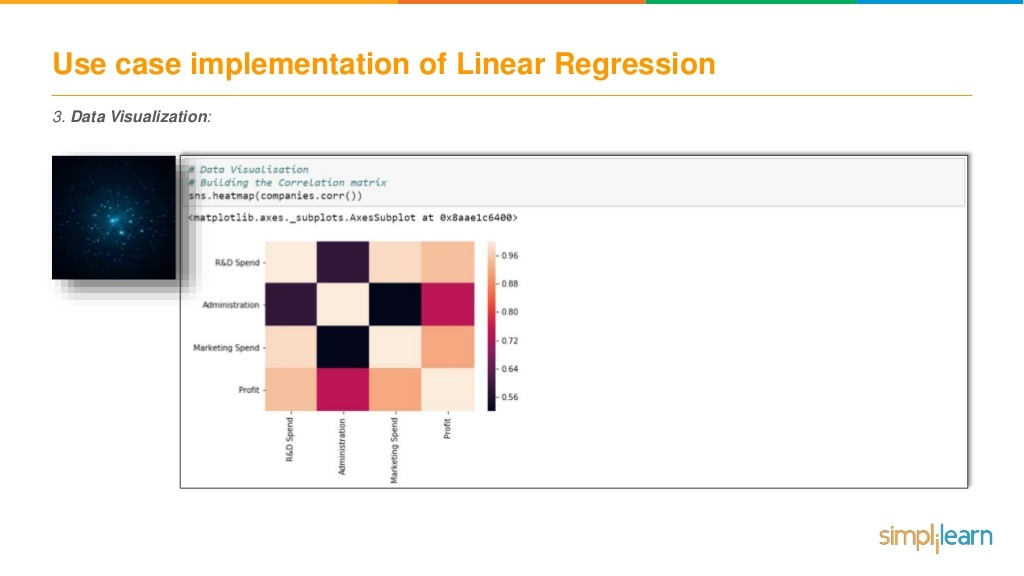 Use case implementation of Linear Regression
3. Data Visualization:
# Data Visualisation
# Building the Correlation matrix
sns.heatmap(companies.corr())
<matplotlib.axes._subplots.AxesSubplot at 0x8aae1c6400>
R&D Spend
Administration
Marketing Spend
Profit
0.96
0.88
0.80
0.72
0.64
0.56
R&D Spend
Administration
Marketing Spend
Profit
simplilearn